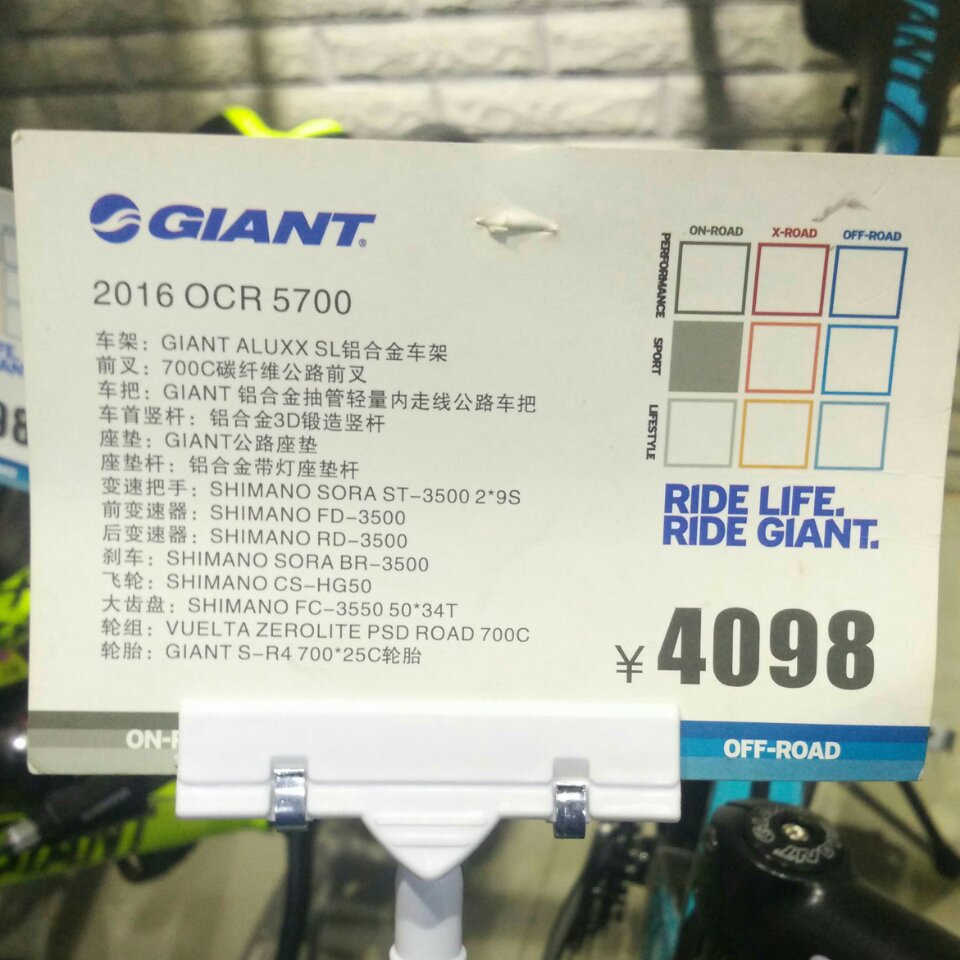 GIANT
2016 OCR 5700
车架：GIANT ALUXX SL铝合金车架
前叉：700C碳纤维公路前叉
车把：GIANT 铝合金抽管轻量内走线公路车把
车首竖杆：铝合金3D锻造竖杆
座垫：GIANT公路座垫
座垫杆：铝合金带灯座垫杆
变速把手：SHIMANO SORA ST-3500 2*9S
前变速器：SHIMANO FD-3500
后变速器：SHIMANO RD-3500
刹车：SHIMANO SORA BR-3500
飞轮：SHIMANO CS-HG50
大齿盘：SHIMANO FC-3550 50*34T
轮组：VUELTA ZEROLITE PSD ROAD 700C
轮胎：GIANT S-R4 700*25C轮胎
ON-ROAD X-ROAD OFF-ROAD
PERFORMANCE
SPORT
LIFESTYLE
RIDE LIFE.
RIDE GIANT.
¥4098
OFF-ROAD
GIANT